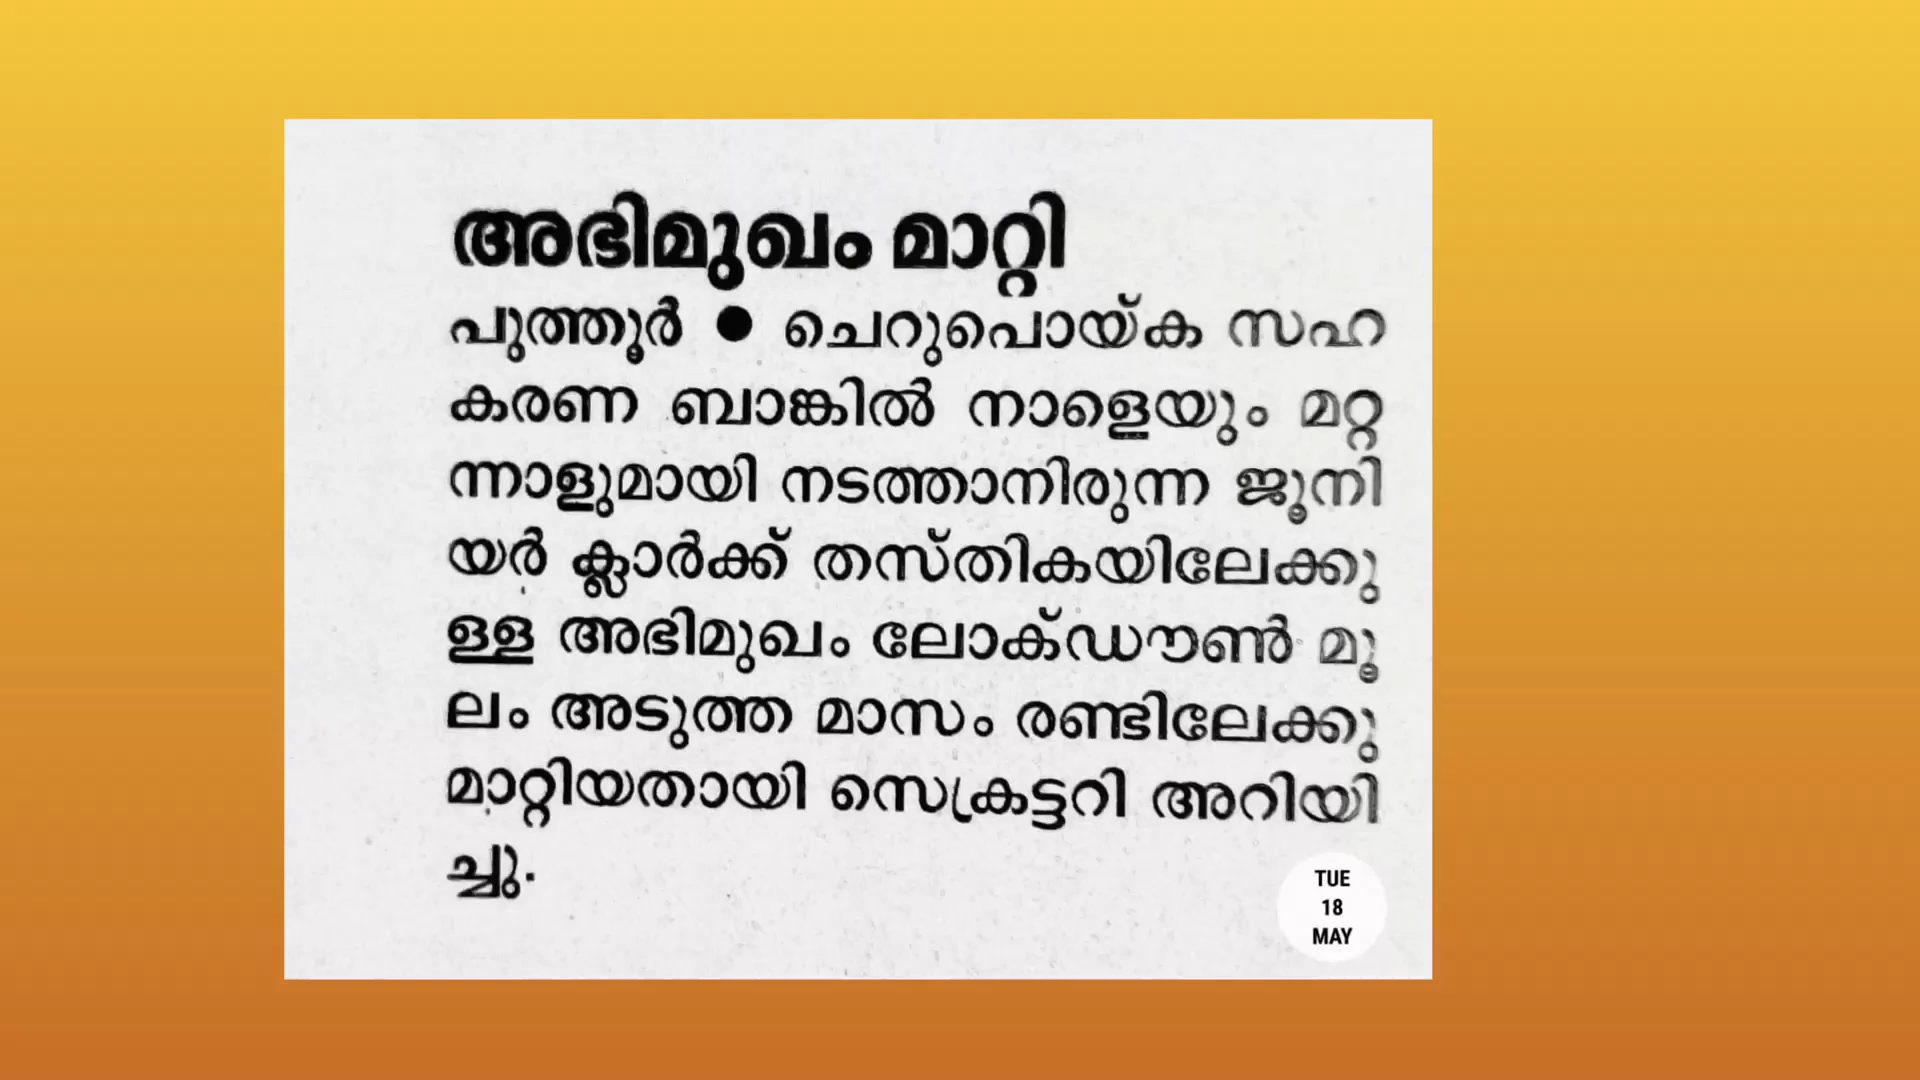 അഭിമുഖം മാറ്റി
പുത്തൂർ ● ചെറുപൊയ്ക സഹ
കരണ ബാങ്കിൽ നാളെയും മറ്റ
ന്നാളുമായി നടത്താനിരുന്ന ജൂനി
യർ ക്ലാർക്ക് തസ്തികയിലേക്കു
ള്ള അഭിമുഖം ലോക്ഡൗൺ മൂ
ലം അടുത്ത മാസം രണ്ടിലേക്കു
മാറ്റിയതായി സെക്രട്ടറി അറിയി
ച്ചു.
TUE
18
MAY